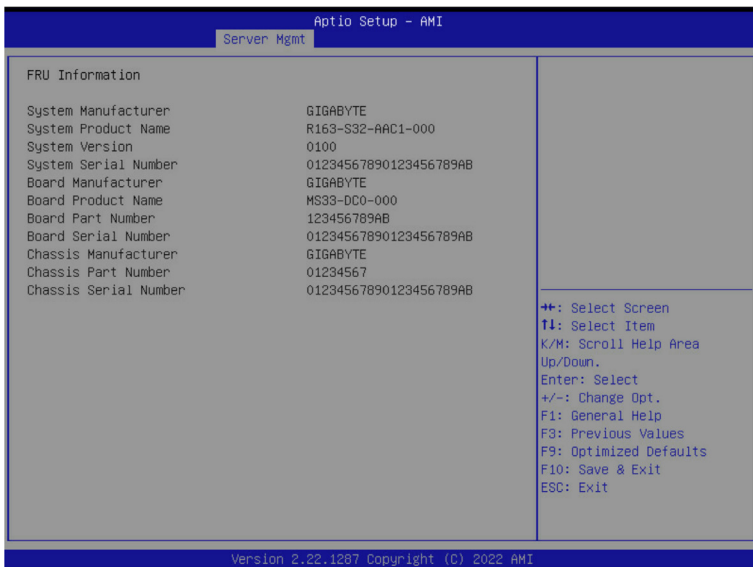 Aptio Setup – AMI
Server Mgmt
FRU Information
System Manufacturer GIGABYTE
System Product Name R163-S32-AAC1-000
System Version 0100
System Serial Number 01234567890123456789AB
Board Manufacturer GIGABYTE
Board Product Name MS33-DC0-000
Board Part Number 123456789AB
Board Serial Number 01234567890123456789AB
Chassis Manufacturer GIGABYTE
Chassis Part Number 01234567
Chassis Serial Number 01234567890123456789AB
→←: Select Screen
↑↓: Select Item
K/M: Scroll Help Area
Up/Down.
Enter: Select
+/-: Change Opt.
F1: General Help
F3: Previous Values
F9: Optimized Defaults
F10: Save & Exit
ESC: Exit
Version 2.22.1287 Copyright (C) 2022 AMI